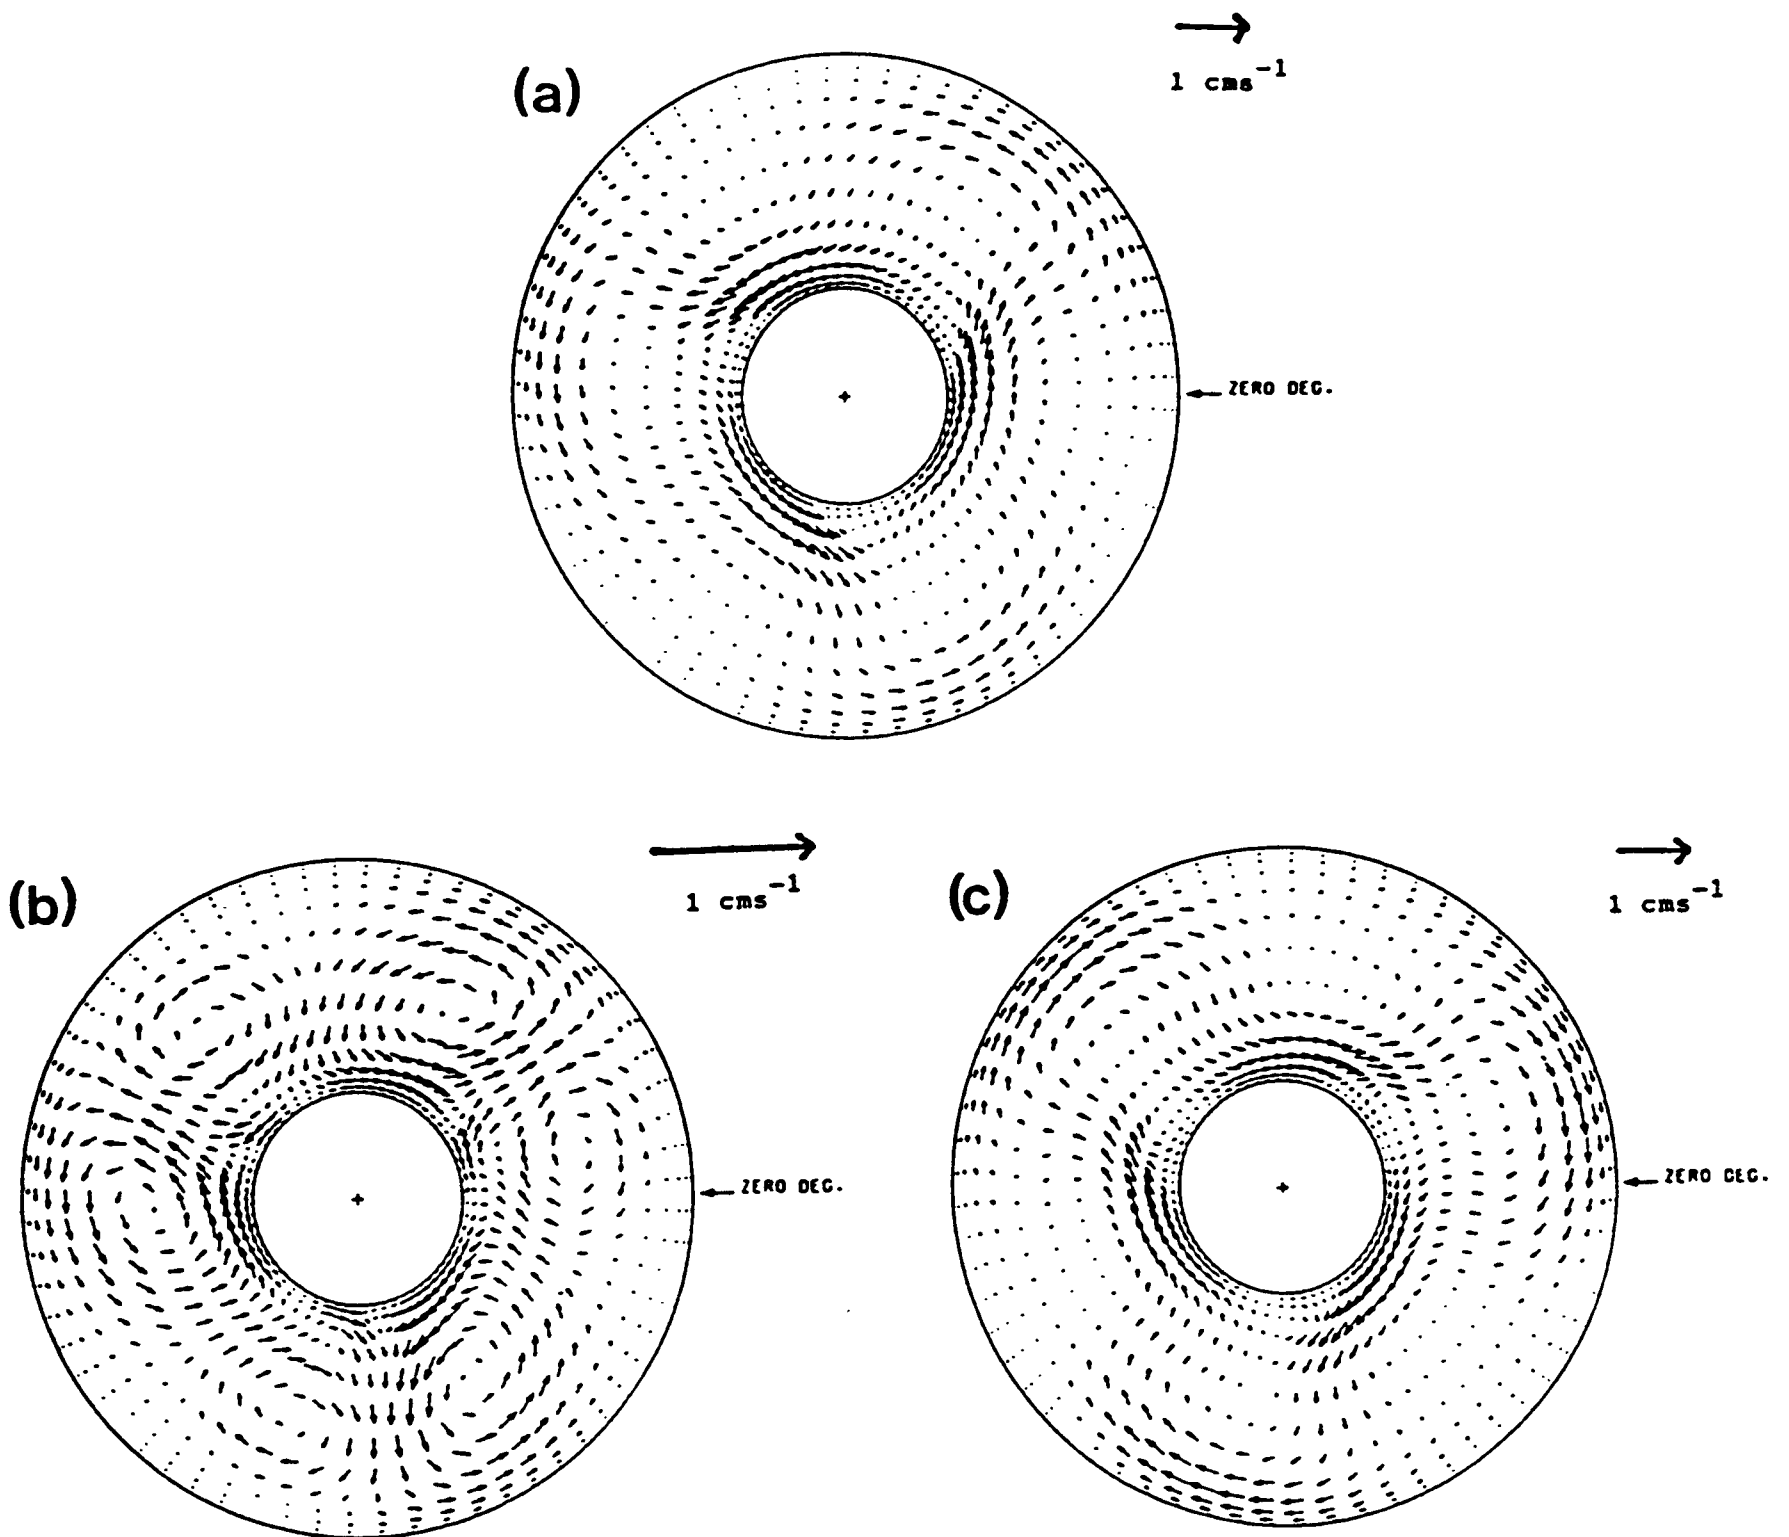 (a)
1 cms⁻¹
ZERO DEG.
(b)
1 cms⁻¹
ZERO DEG.
(c)
1 cms⁻¹
ZERO DEG.